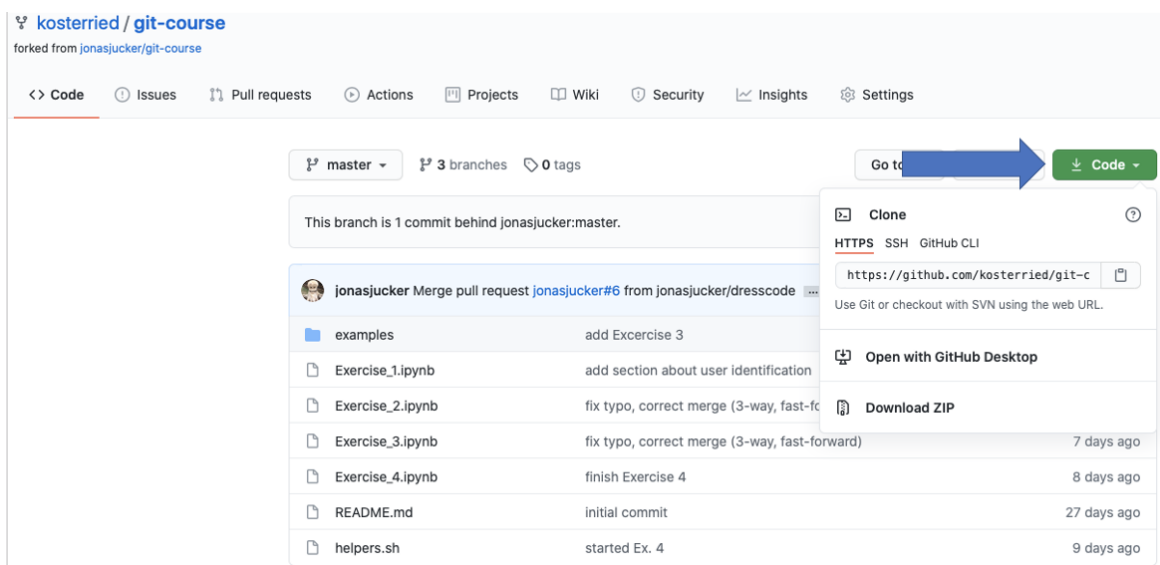 kosterried / git-course
forked from jonasjucker/git-course
<> Code Issues Pull requests Actions Projects Wiki Security Insights Settings
master 3 branches 0 tags Go to Code
This branch is 1 commit behind jonasjucker:master.
Clone
HTTPS SSH GitHub CLI
https://github.com/kosterried/git-c
Use Git or checkout with SVN using the web URL.
Open with GitHub Desktop
Download ZIP
jonasjucker Merge pull request jonasjucker#6 from jonasjucker/dresscode ...
examples add Excercise 3
Exercise_1.ipynb add section about user identification
Exercise_2.ipynb fix typo, correct merge (3-way, fast-fo
Exercise_3.ipynb fix typo, correct merge (3-way, fast-forward) 7 days ago
Exercise_4.ipynb finish Exercise 4 8 days ago
README.md initial commit 27 days ago
helpers.sh started Ex. 4 9 days ago